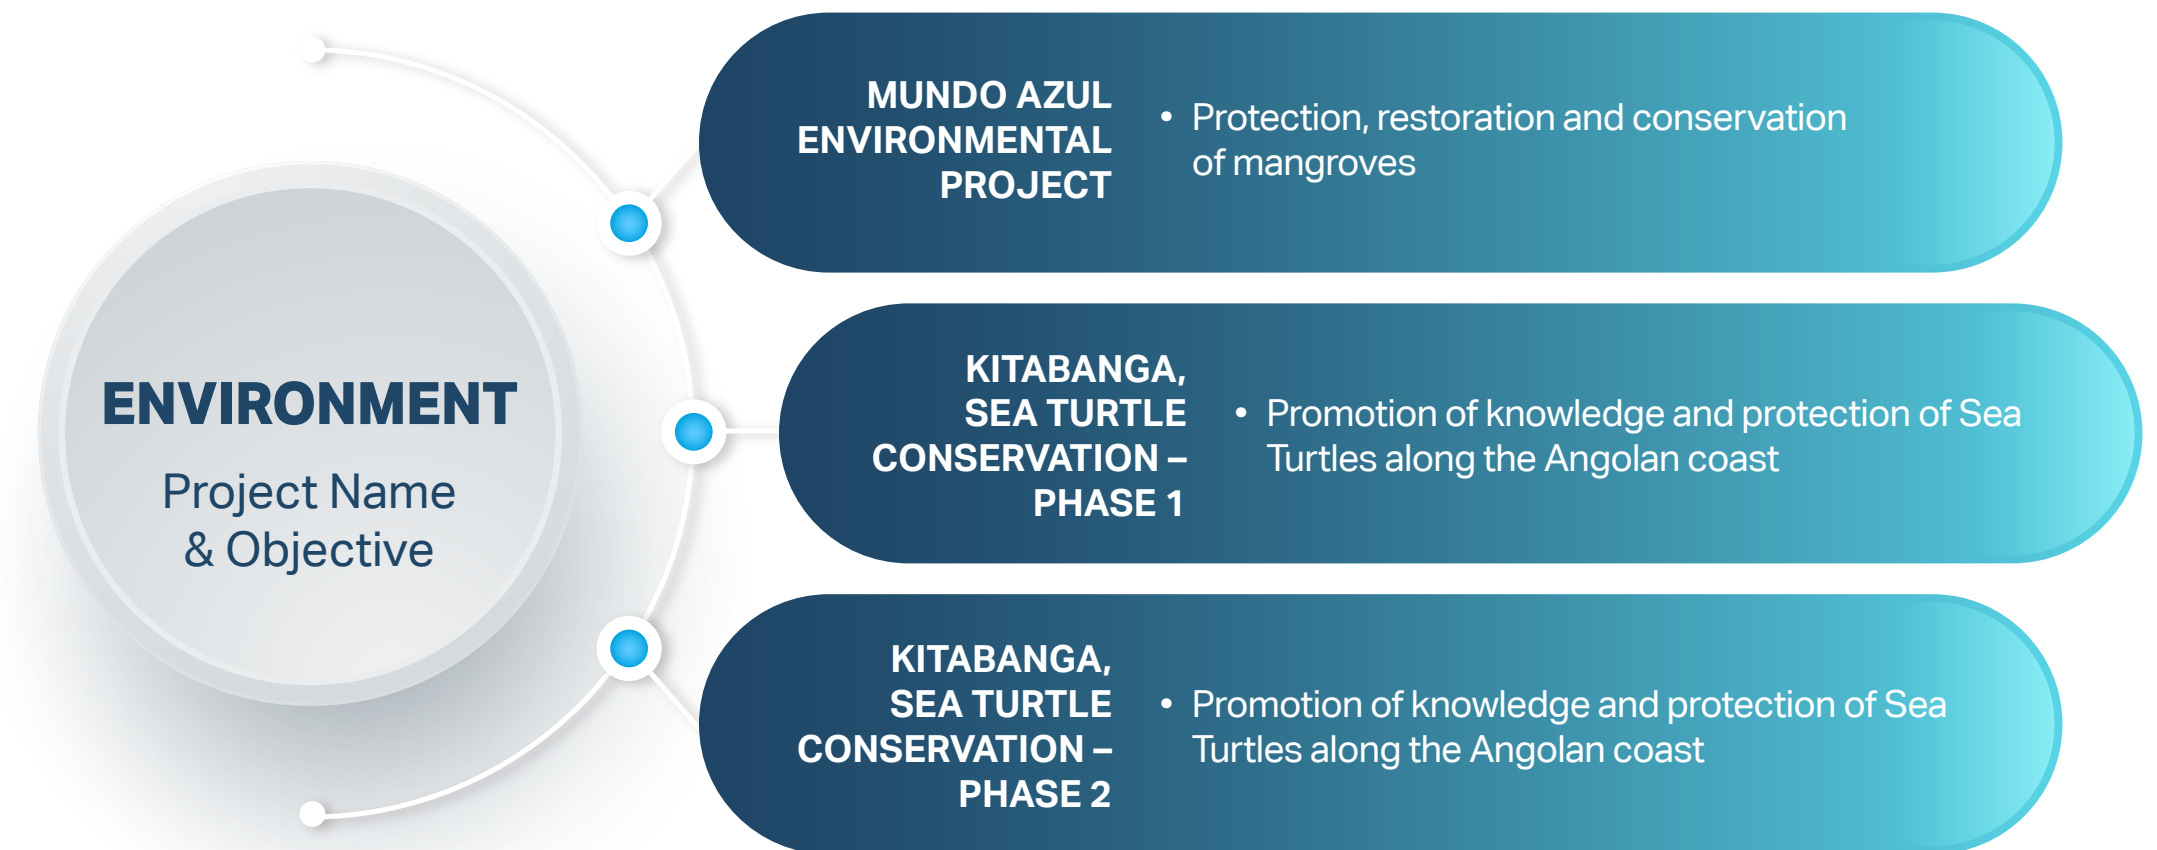 ENVIRONMENT
Project Name
& Objective
MUNDO AZUL
ENVIRONMENTAL
PROJECT
• Protection, restoration and conservation
of mangroves
KITABANGA,
SEA TURTLE
CONSERVATION –
PHASE 1
• Promotion of knowledge and protection of Sea
Turtles along the Angolan coast
KITABANGA,
SEA TURTLE
CONSERVATION –
PHASE 2
• Promotion of knowledge and protection of Sea
Turtles along the Angolan coast